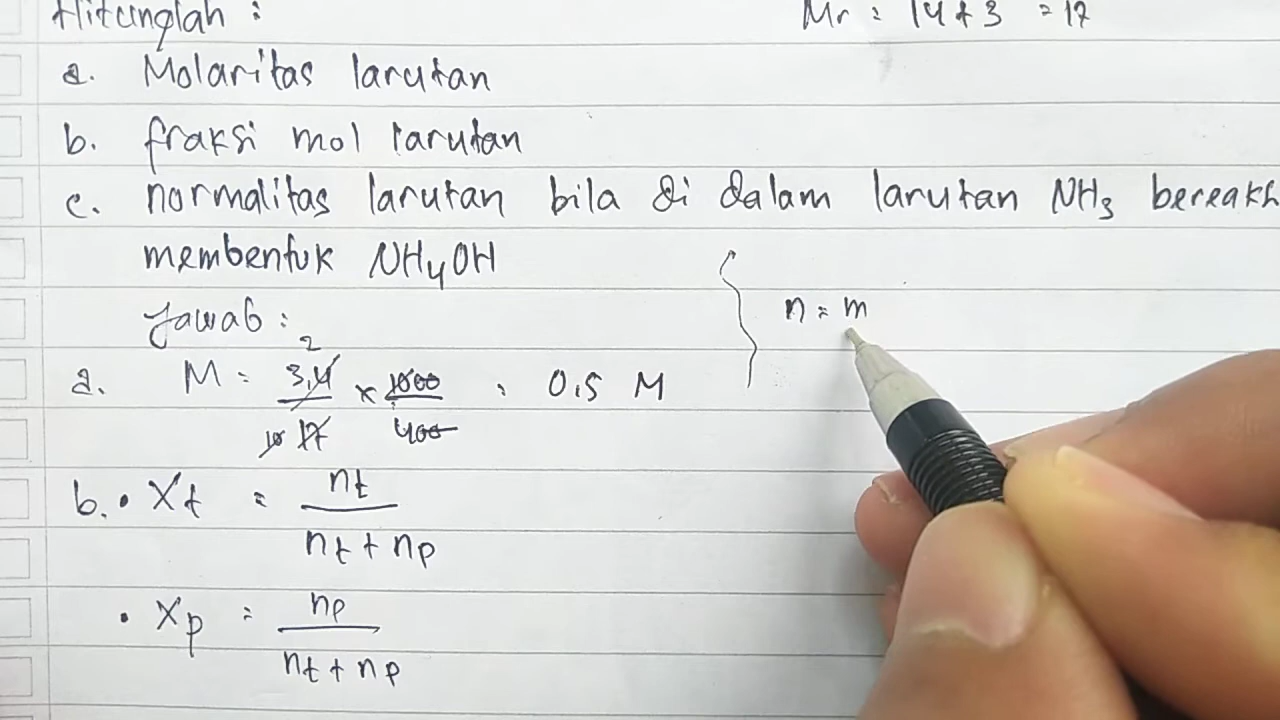 Hitunglah :
Mr = 14 + 3 = 17
a. Molaritas larutan
b. fraksi mol larutan
c. normalitas larutan bila di dalam larutan NH₃ bereaks
membentuk NH₄OH
Jawab :
n = m
2
a. M = 3,4 / 17 x 1000 / 400 = 0,5 M
10
b. • Xt = nt / nt + np
• Xp = np / nt + np